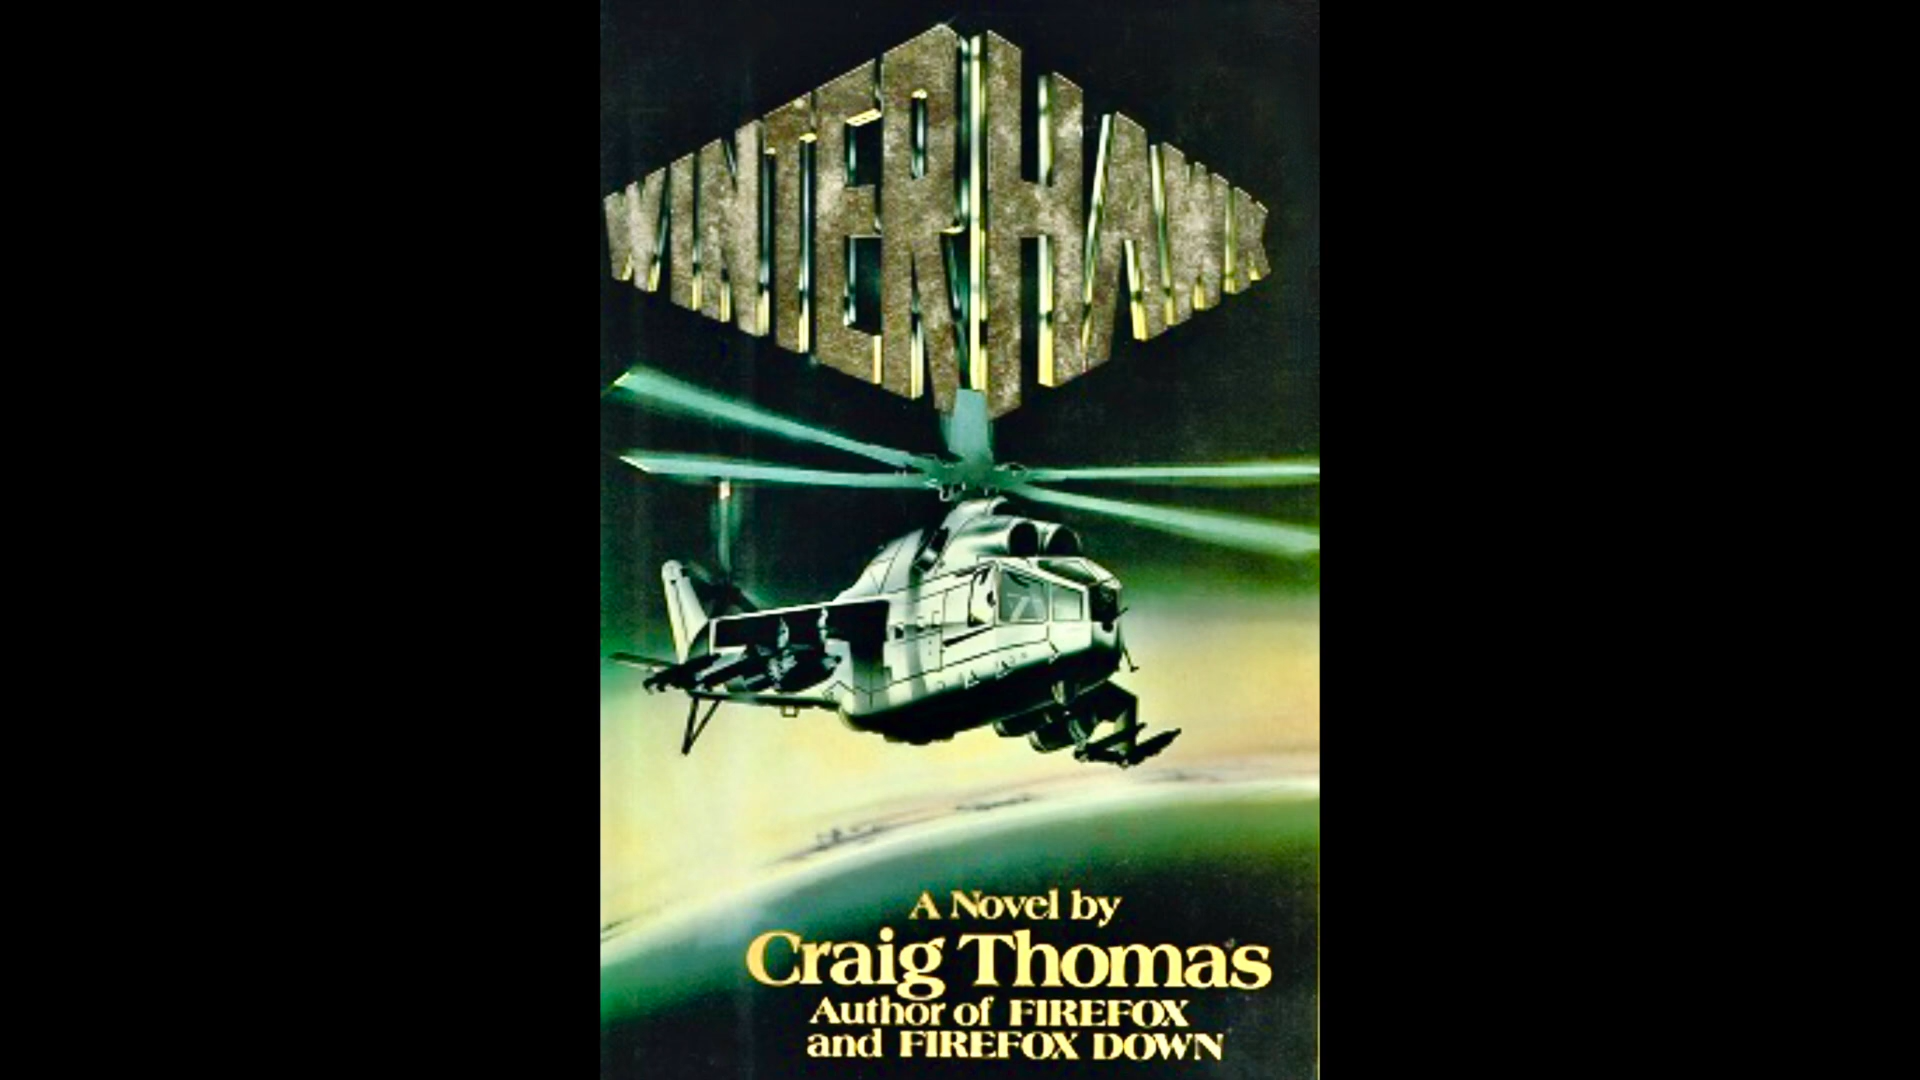 WINTERHAWK
A Novel by
Craig Thomas
Author of FIREFOX
and FIREFOX DOWN